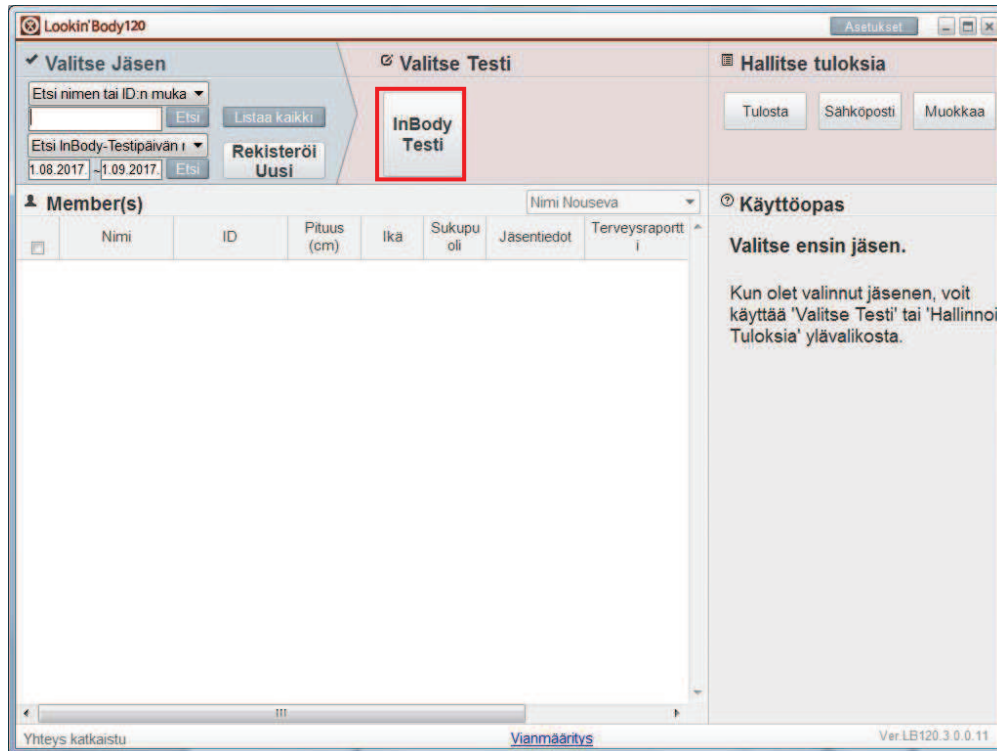 Lookin'Body120
Asetukset
Valitse Jäsen
Etsi nimen tai ID:n muka
Etsi
Listaa kaikki
Etsi InBody-Testipäivän
1.08.2017. ~ 1.09.2017.
Etsi
Rekisteröi
Uusi
Valitse Testi
InBody
Testi
Hallitse tuloksia
Tulosta
Sähköposti
Muokkaa
Member(s)
Nimi Nouseva
Nimi
ID
Pituus
(cm)
Ikä
Sukupu
oli
Jäsentiedot
Terveysraportt
i
Käyttöopas
Valitse ensin jäsen.
Kun olet valinnut jäsenen, voit
käyttää 'Valitse Testi' tai 'Hallinnoi
Tuloksia' ylävalikosta.
Yhteys katkaistu
Vianmääritys
Ver.LB120.3.0.0.11